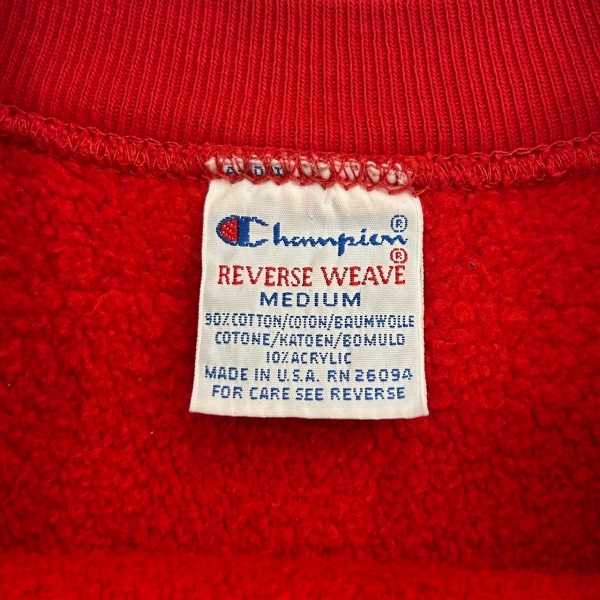 Champion®
REVERSE WEAVE®
MEDIUM
90% COTTON/COTON/BAUMWOLLE
COTONE/KATOEN/BOMULD
10% ACRYLIC
MADE IN U.S.A. RN 26094
FOR CARE SEE REVERSE